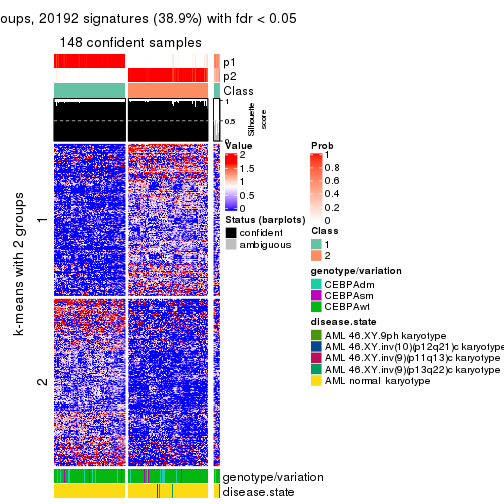 oups, 20192 signatures (38.9%) with fdr < 0.05
148 confident samples
p1
p2
Class
1
0.5
0
Silhouette
score
k-means with 2 groups
1
2
Value
2
1.5
1
0.5
0
Status (barplots)
confident
ambiguous
Prob
1
0.8
0.6
0.4
0.2
0
Class
1
2
genotype/variation
CEBPAdm
CEBPAsm
CEBPAwt
disease.state
AML 46.XY.9ph karyotype
AML 46.XY.inv(10)(p12q21)c karyotype
AML 46.XY.inv(9)(p11q13)c karyotype
AML 46.XY.inv(9)(p13q22)c karyotype
AML normal karyotype
genotype/variation
disease.state